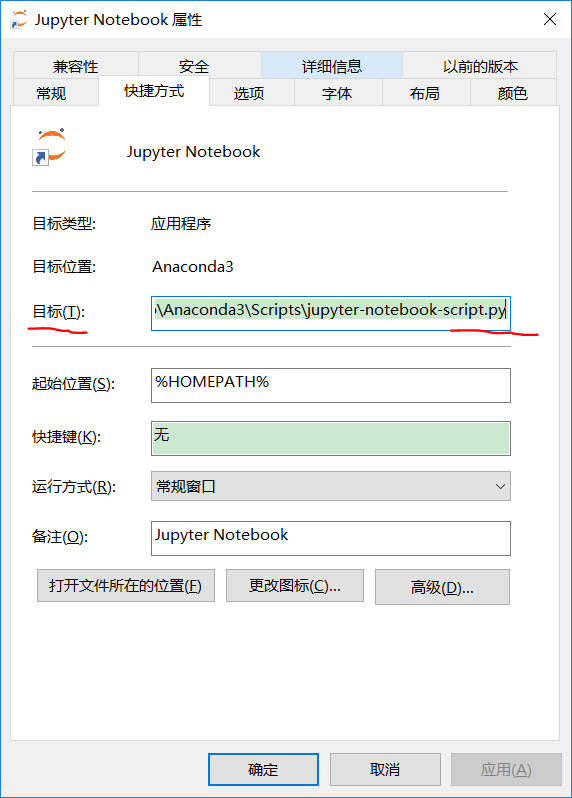 Jupyter Notebook 属性
兼容性 安全 详细信息 以前的版本
常规 快捷方式 选项 字体 布局 颜色
Jupyter Notebook
目标类型: 应用程序
目标位置: Anaconda3
目标(T): \Anaconda3\Scripts\jupyter-notebook-script.py
起始位置(S): %HOMEPATH%
快捷键(K): 无
运行方式(R): 常规窗口
备注(O): Jupyter Notebook
打开文件所在的位置(F) 更改图标(C)... 高级(D)...
确定 取消 应用(A)